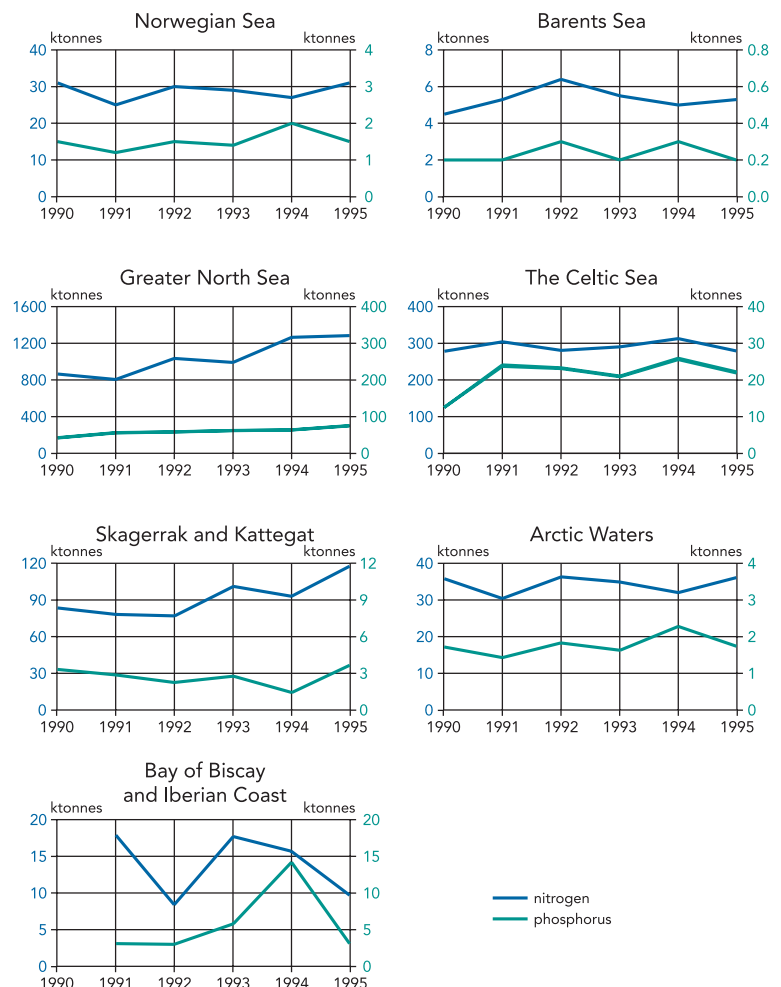 Norwegian Sea
ktonnes ktonnes
40 4
30 3
20 2
10 1
0 0
1990 1991 1992 1993 1994 1995
Barents Sea
ktonnes ktonnes
8 0.8
6 0.6
4 0.4
2 0.2
0 0.0
1990 1991 1992 1993 1994 1995
Greater North Sea
ktonnes ktonnes
1600 400
1200 300
800 200
400 100
0 0
1990 1991 1992 1993 1994 1995
The Celtic Sea
ktonnes ktonnes
400 40
300 30
200 20
100 10
0 0
1990 1991 1992 1993 1994 1995
Skagerrak and Kattegat
ktonnes ktonnes
120 12
90 9
60 6
30 3
0 0
1990 1991 1992 1993 1994 1995
Arctic Waters
ktonnes ktonnes
40 4
30 3
20 2
10 1
0 0
1990 1991 1992 1993 1994 1995
Bay of Biscay
and Iberian Coast
ktonnes ktonnes
20 20
15 15
10 10
5 5
0 0
1990 1991 1992 1993 1994 1995
nitrogen
phosphorus